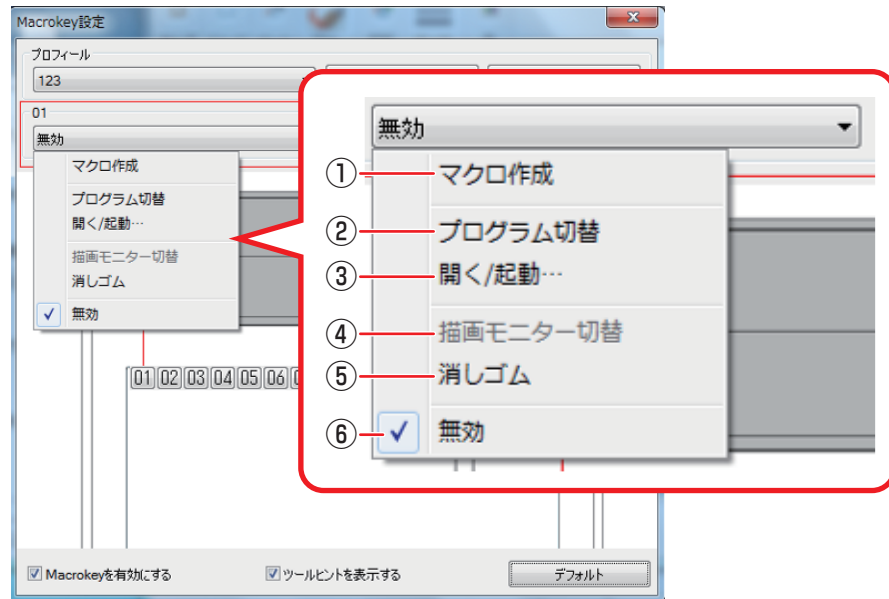 Macrokey設定
プロフィール
123
01
無効
マクロ作成
プログラム切替
開く/起動…
描画モニター切替
消しゴム
無効
01 02 03 04 05 06
Macrokeyを有効にする
ツールヒントを表示する
デフォルト
無効
① マクロ作成
② プログラム切替
③ 開く/起動…
④ 描画モニター切替
⑤ 消しゴム
⑥ 無効